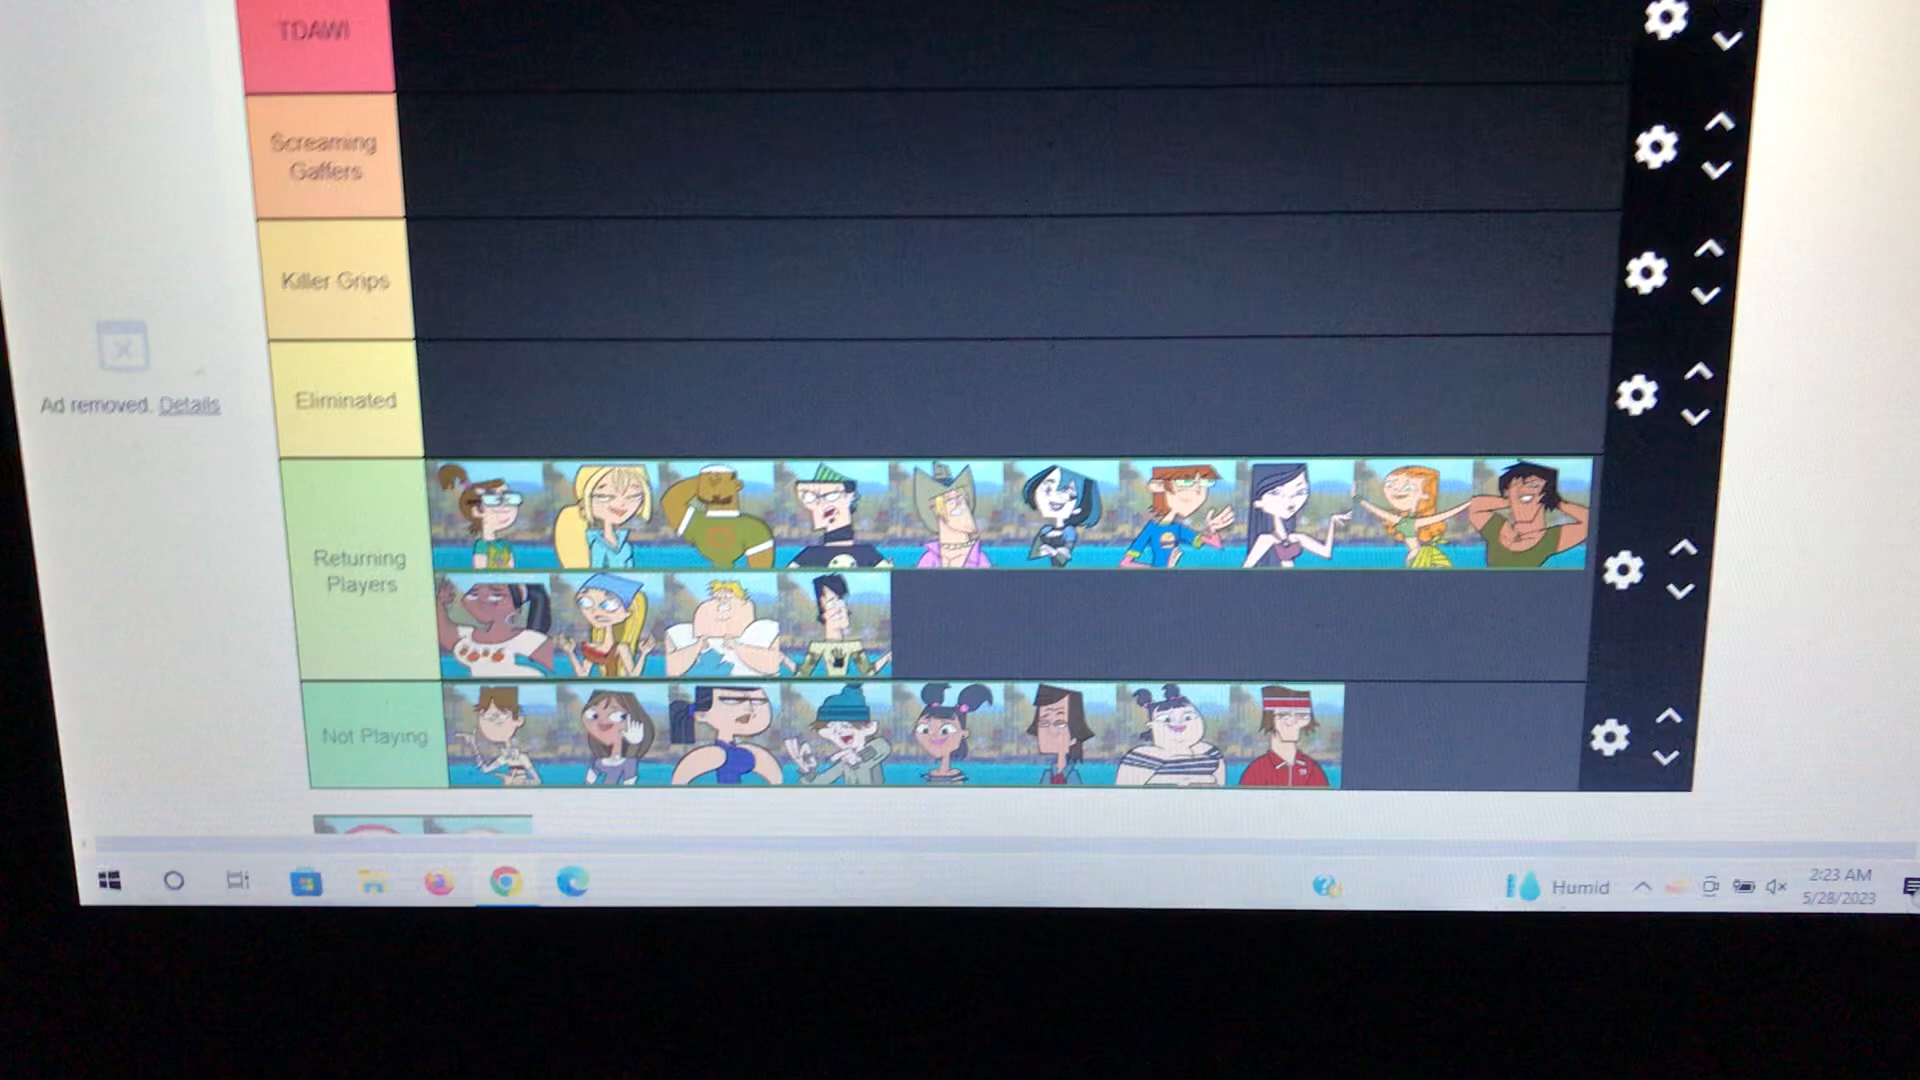 TDAWI
Screaming
Gaffers
Killer Grips
Eliminated
Ad removed. Details
Returning
Players
Not Playing
Humid
2:23 AM
5/28/2023